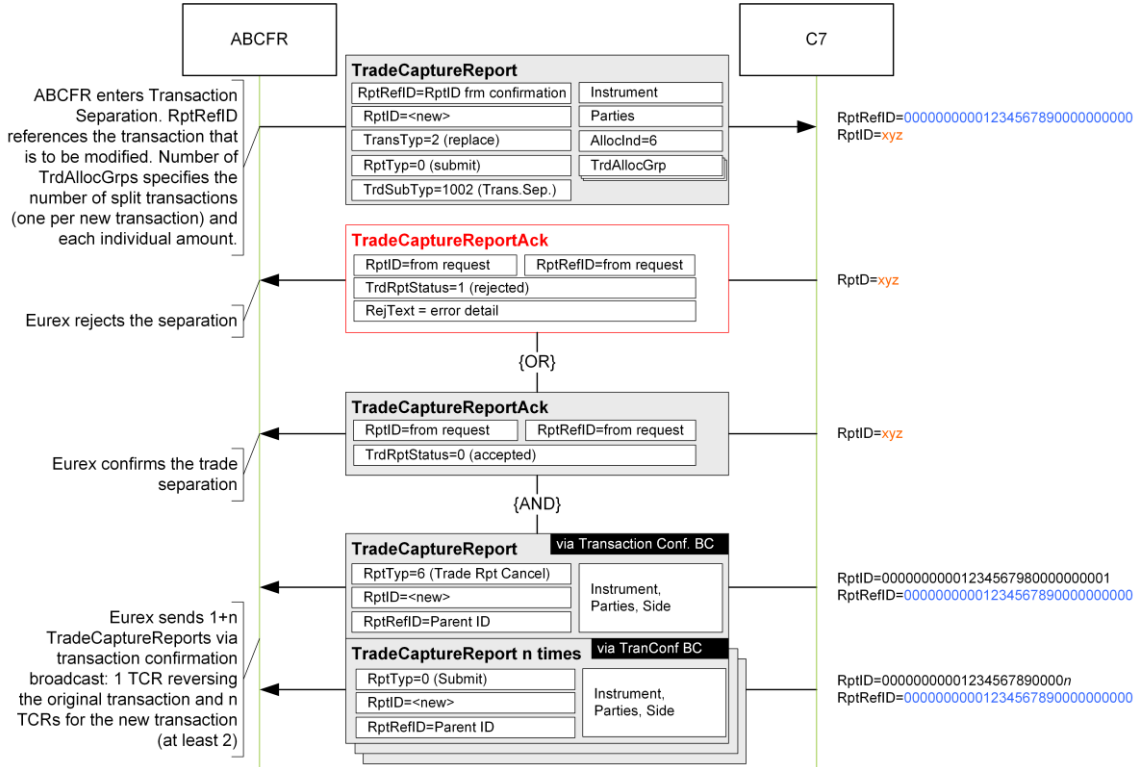 ABCFR
C7
ABCFR enters Transaction
Separation. RptRefID
references the transaction that
is to be modified. Number of
TrdAllocGrps specifies the
number of split transactions
(one per new transaction) and
each individual amount.
TradeCaptureReport
RptRefID=RptID frm confirmation
Instrument
RptID=<new>
Parties
TransTyp=2 (replace)
AllocInd=6
RptTyp=0 (submit)
TrdAllocGrp
TrdSubTyp=1002 (Trans.Sep.)
RptRefID=0000000000123456789000000000
RptID=xyz
TradeCaptureReportAck
RptID=from request
RptRefID=from request
TrdRptStatus=1 (rejected)
RejText = error detail
RptD=xyz
Eurex rejects the separation
{OR}
TradeCaptureReportAck
RptID=from request
RptRefID=from request
TrdRptStatus=0 (accepted)
RptID=xyz
Eurex confirms the trade
separation
{AND}
TradeCaptureReport
via Transaction Conf. BC
RptTyp=6 (Trade Rpt Cancel)
RptID=<new>
RptRefID=Parent ID
Instrument,
Parties, Side
RptID=0000000000123456798000000000​1
RptRefID=0000000000123456789000000000
Eurex sends 1+n
TradeCaptureReports via
transaction confirmation
broadcast: 1 TCR reversing
the original transaction and n
TCRs for the new transaction
(at least 2)
TradeCaptureReport n times
via TranConf BC
RptTyp=0 (Submit)
RptID=<new>
RptRefID=Parent ID
Instrument,
Parties, Side
RptID=00000000001234567890000n
RptRefID=0000000000123456789000000000